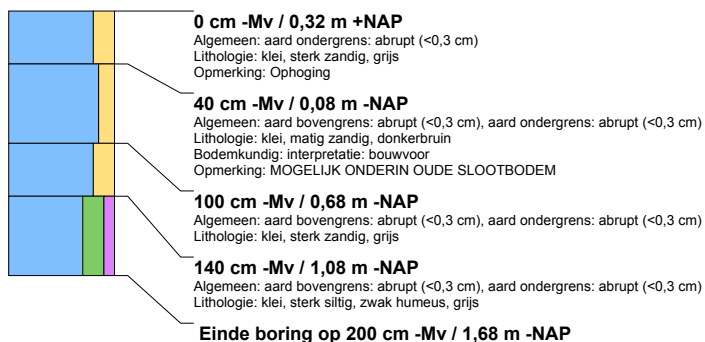 0 cm -Mv / 0,32 m +NAP
Algemeen: aard ondergrens: abrupt (<0,3 cm)
Lithologie: klei, sterk zandig, grijs
Opmerking: Ophoging
40 cm -Mv / 0,08 m -NAP
Algemeen: aard bovengrens: abrupt (<0,3 cm), aard ondergrens: abrupt (<0,3 cm)
Lithologie: klei, matig zandig, donkerbruin
Bodemkundig: interpretatie: bouwvoor
Opmerking: MOGELIJK ONDERIN OUDE SLOOTBODEM
100 cm -Mv / 0,68 m -NAP
Algemeen: aard bovengrens: abrupt (<0,3 cm), aard ondergrens: abrupt (<0,3 cm)
Lithologie: klei, sterk zandig, grijs
140 cm -Mv / 1,08 m -NAP
Algemeen: aard bovengrens: abrupt (<0,3 cm), aard ondergrens: abrupt (<0,3 cm)
Lithologie: klei, sterk siltig, zwak humeus, grijs
Einde boring op 200 cm -Mv / 1,68 m -NAP